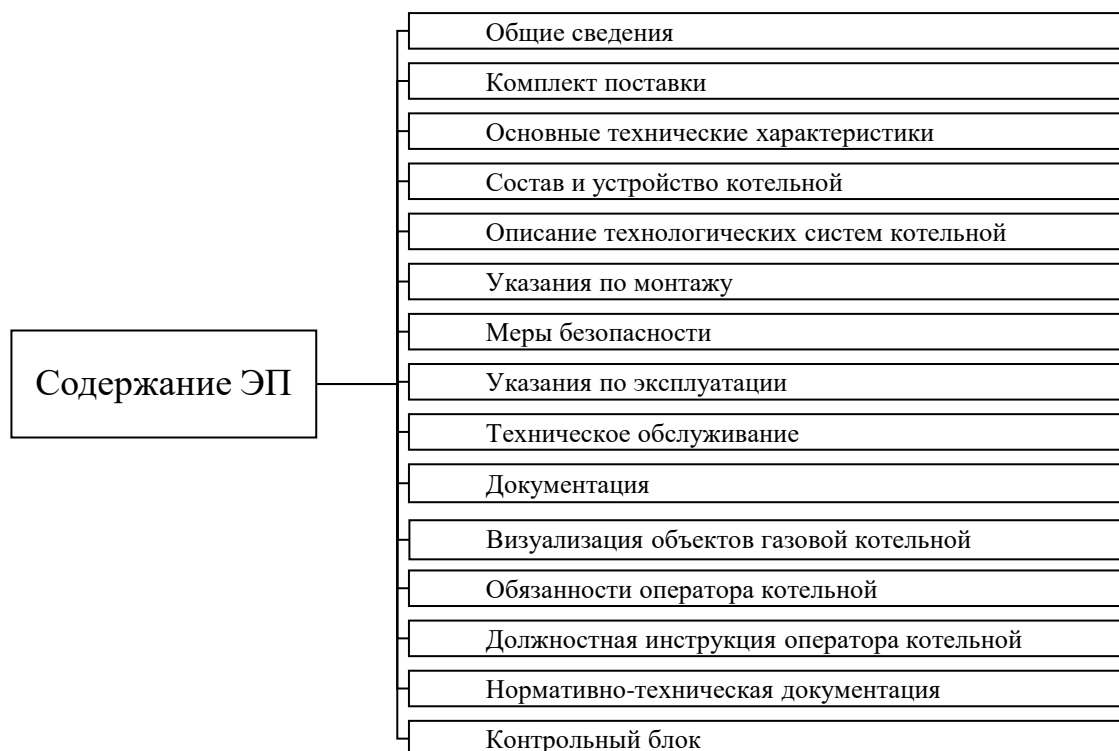 Общие сведения
Комплект поставки
Основные технические характеристики
Состав и устройство котельной
Описание технологических систем котельной
Указания по монтажу
Меры безопасности
Содержание ЭП
Указания по эксплуатации
Техническое обслуживание
Документация
Визуализация объектов газовой котельной
Обязанности оператора котельной
Должностная инструкция оператора котельной
Нормативно-техническая документация
Контрольный блок